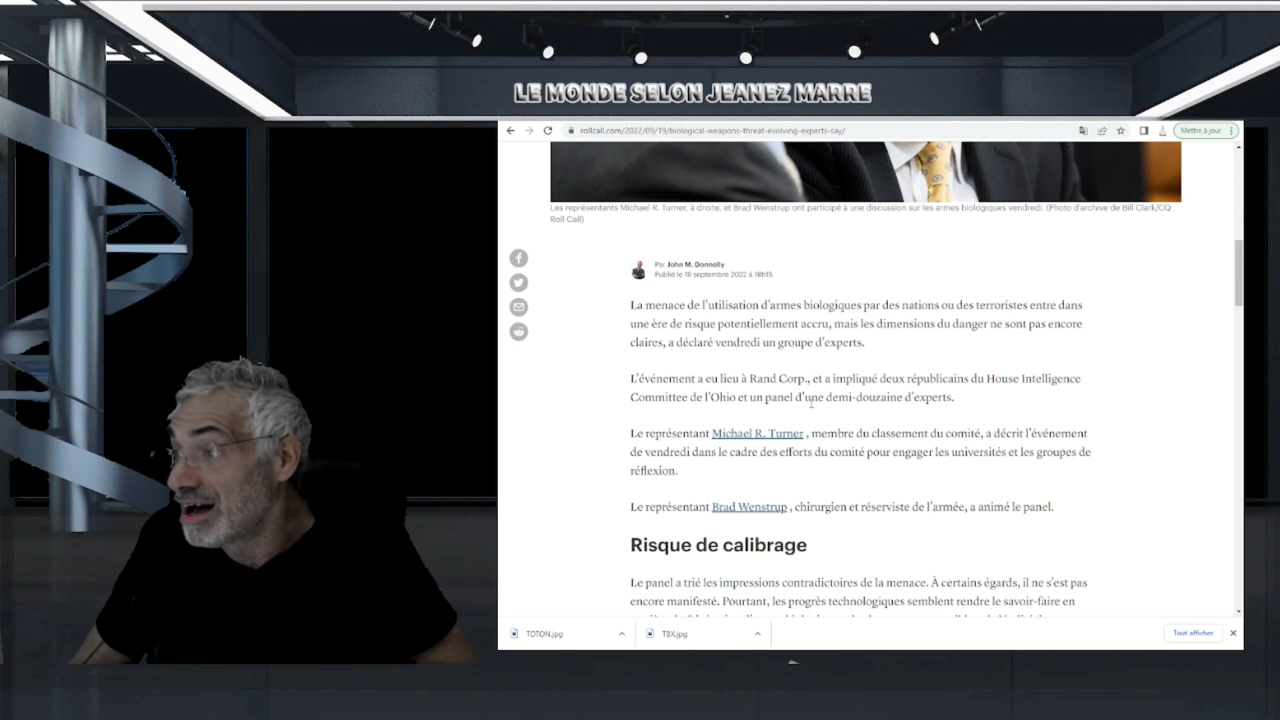 LE MONDE SELON JEANEZ MARRE
rollcall.com/2022/09/19/biological-weapons-threat-evolving-experts-say/
Mettre à jour
Les représentants Michael R. Turner, à droite, et Brad Wenstrup ont participé à une discussion sur les armes biologiques vendredi. (Photo d'archive de Bill Clark/CQ
Roll Call)
Par John M. Donnelly
Publié le 19 septembre 2022 à 18h15
La menace de l'utilisation d'armes biologiques par des nations ou des terroristes entre dans
une ère de risque potentiellement accru, mais les dimensions du danger ne sont pas encore
claires, a déclaré vendredi un groupe d'experts.
L'événement a eu lieu à Rand Corp., et a impliqué deux républicains du House Intelligence
Committee de l'Ohio et un panel d'une demi-douzaine d'experts.
Le représentant Michael R. Turner , membre du classement du comité, a décrit l'événement
de vendredi dans le cadre des efforts du comité pour engager les universités et les groupes de
réflexion.
Le représentant Brad Wenstrup , chirurgien et réserviste de l'armée, a animé le panel.
Risque de calibrage
Le panel a trié les impressions contradictoires de la menace. À certains égards, il ne s'est pas
encore manifesté. Pourtant, les progrès technologiques semblent rendre le savoir-faire en
TOTON.jpg
TBX.jpg
Tout afficher